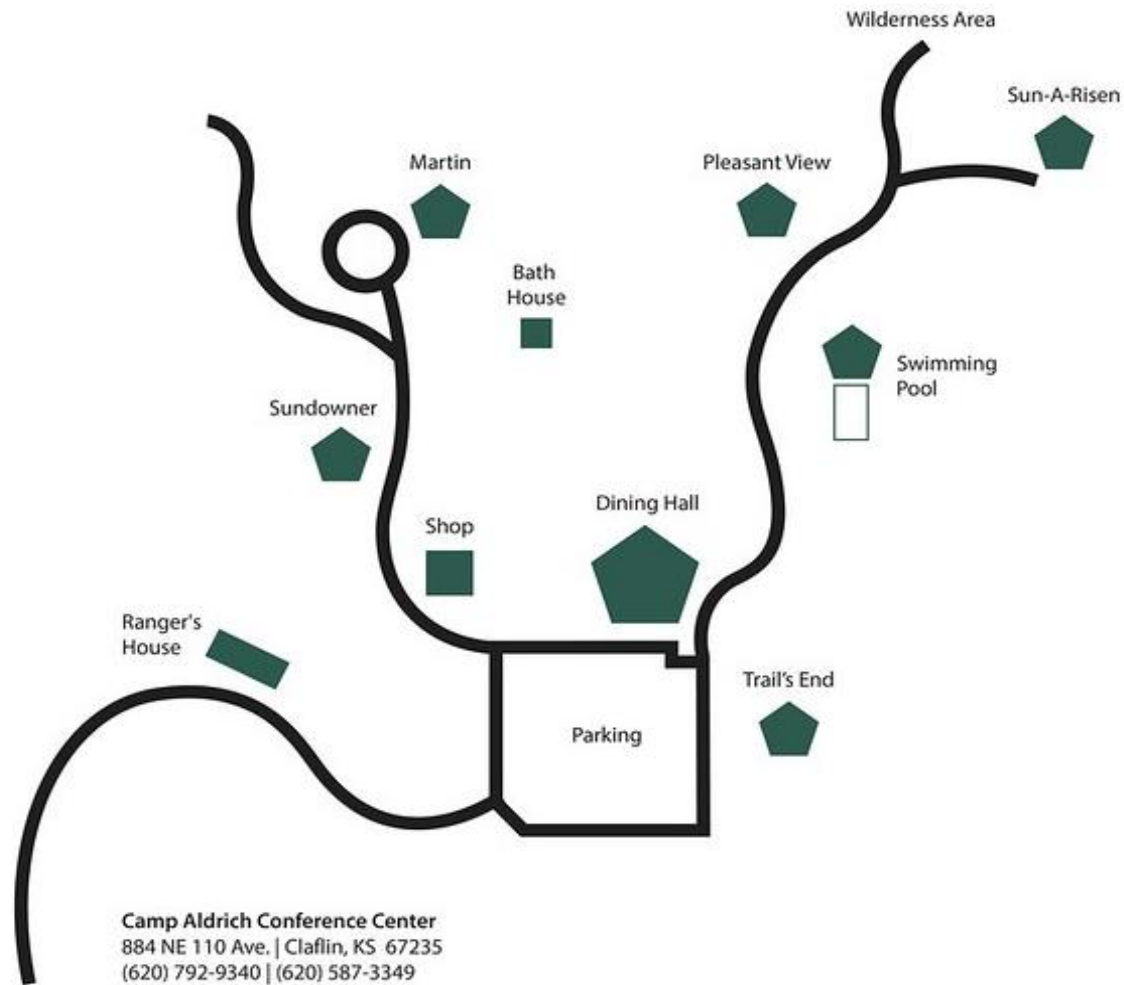 Wilderness Area
Sun-A-Risen
Martin
Pleasant View
Bath
House
Swimming
Pool
Sundowner
Dining Hall
Shop
Ranger's
House
Trail's End
Parking
Camp Aldrich Conference Center
884 NE 110 Ave. | Claflin, KS  67235
(620) 792-9340 | (620) 587-3349